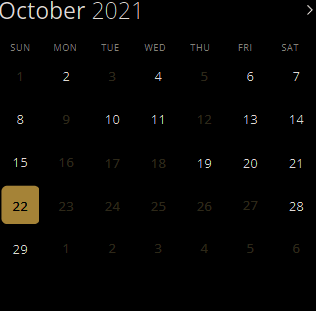 October 2021
SUN MON TUE WED THU FRI SAT
1 2 3 4 5 6 7
8 9 10 11 12 13 14
15 16 17 18 19 20 21
22 23 24 25 26 27 28
29 1 2 3 4 5 6